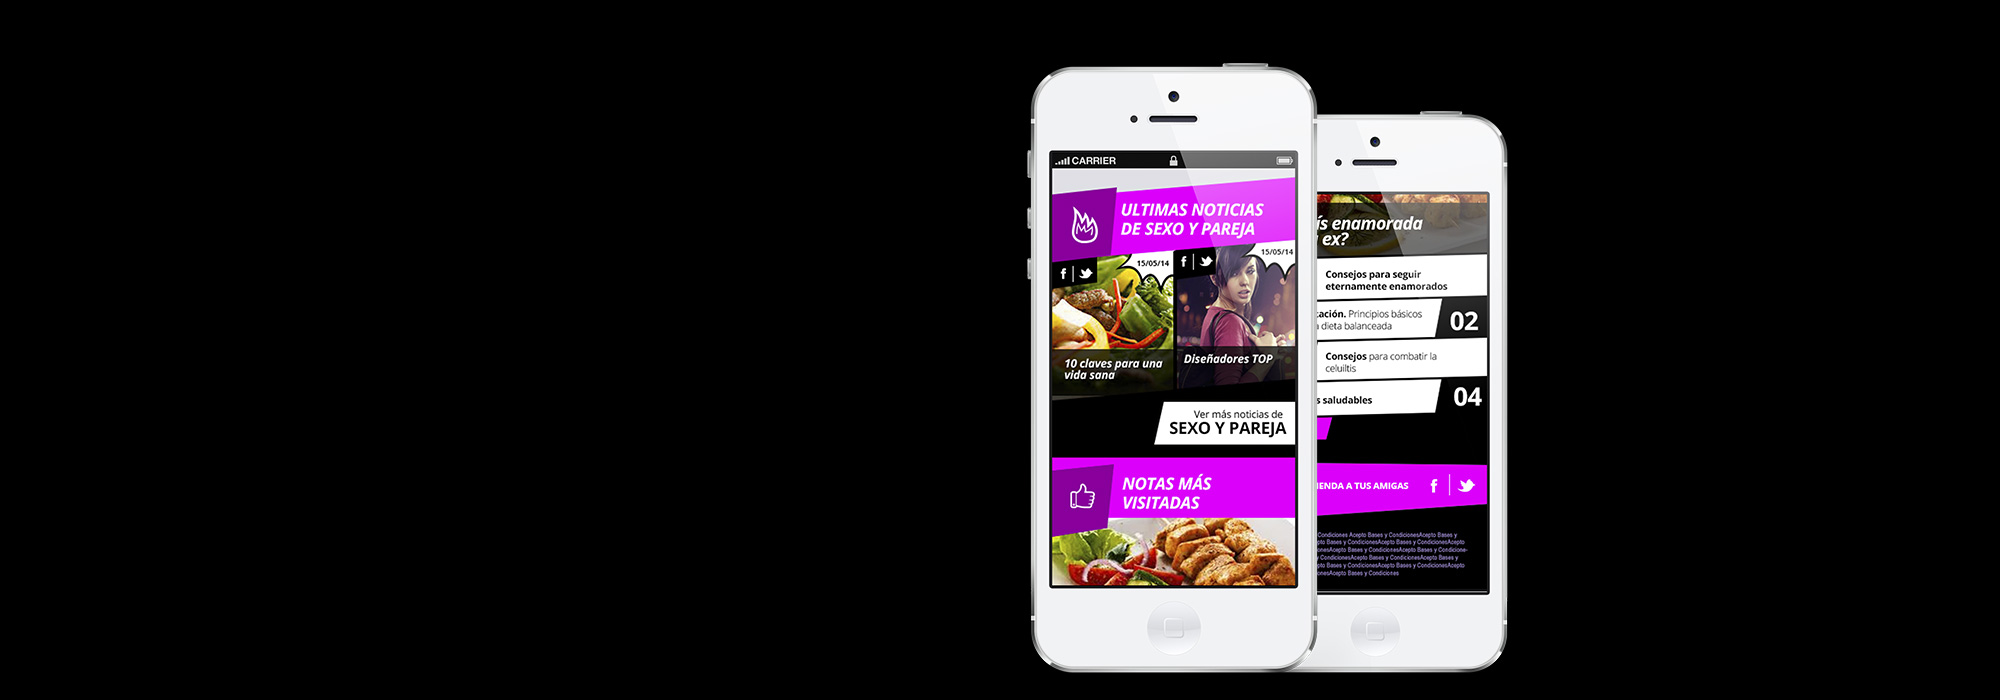 CARRIER
ULTIMAS NOTICIAS
DE SEXO Y PAREJA
15/05/14
15/05/14
10 claves para una
vida sana
Diseñadores TOP
Ver más noticias de
SEXO Y PAREJA
NOTAS MÁS
VISITADAS
ís enamorada
ex?
Consejos para seguir
eternamente enamorados
tación. Principios básicos
dieta balanceada
02
Consejos para combatir la
celuiltis
s saludables
04
IENDA A TUS AMIGAS
Condiciones Acepto Bases y CondicionesAcepto Bases y
pto Bases y CondicionesAcepto Bases y CondicionesAcepto
onesAcepto Bases y CondicionesAcepto Bases y Condicione-
y CondicionesAcepto Bases y CondicionesAcepto Bases y
epto Bases y CondicionesAcepto Bases y CondicionesAcepto
onesAcepto Bases y Condiciones